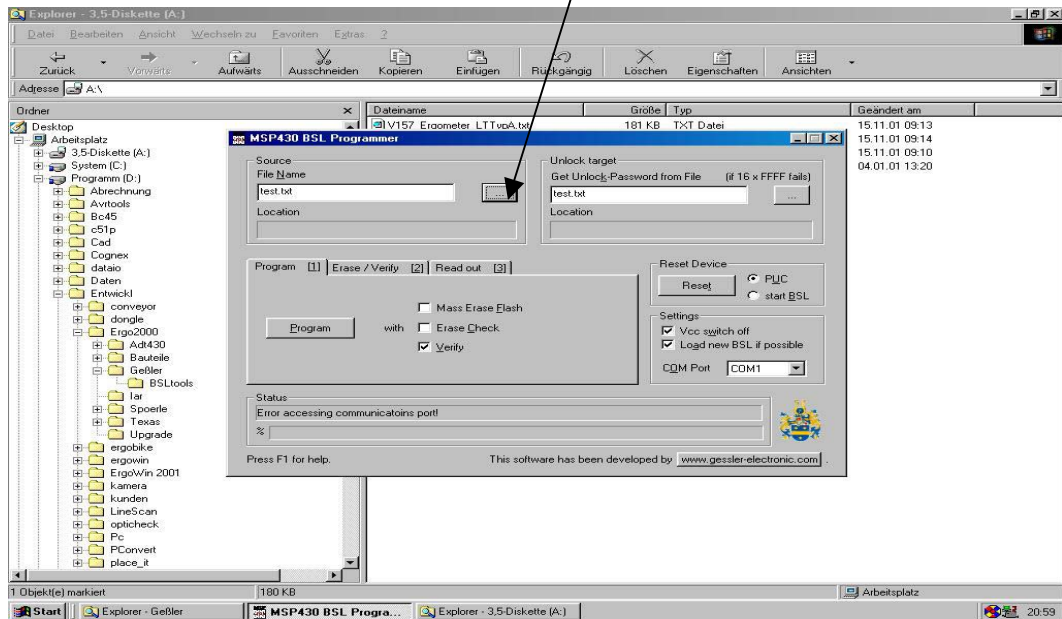 Explorer - 3,5-Diskette (A:)
Datei Bearbeiten Ansicht Wechseln zu Favoriten Extras ?
Zurück Vorwärts Aufwärts Ausschneiden Kopieren Einfügen Rückgängig Löschen Eigenschaften Ansichten
Adresse A:\
Ordner
Desktop
Arbeitsplatz
3,5-Diskette (A:)
System (C:)
Programm (D:)
Abrechnung
Avrtools
Bc45
c51p
Cad
Cognex
dataio
Daten
Entwickl
conveyor
dongle
Ergo2000
Adt430
Bauteile
Geßler
BSLtools
Iar
Spoerle
Texas
Upgrade
ergobike
ergowin
ErgoWin 2001
kamera
kunden
LineScan
opticheck
Pc
PConvert
place_it
Dateiname Größe Typ Geändert am
V157_Ergometer_LTTypA.txt 181 KB TXT Datei 15.11.01 09:13
15.11.01 09:14
15.11.01 09:10
04.01.01 13:20
MSP430 BSL Programmer
Source
File Name
test.txt ...
Location
Unlock target
Get Unlock-Password from File (if 16 x FFFF fails)
test.txt ...
Location
Program [1] Erase / Verify [2] Read out [3]
Program with
Mass Erase Flash
Erase Check
Verify
Reset Device
Reset
PUC
start BSL
Settings
Vcc switch off
Load new BSL if possible
COM Port COM1
Status
Error accessing communicatoins port!
%
Press F1 for help. This software has been developed by www.gessler-electronic.com .
1 Objekt(e) markiert 180 KB Arbeitsplatz
Start Explorer - Geßler MSP430 BSL Progra... Explorer - 3,5-Diskette (A:) 20:59